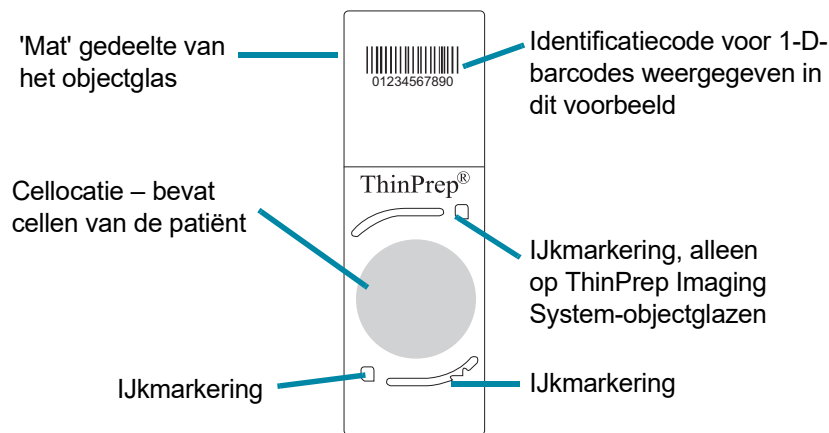 'Mat' gedeelte van
het objectglas
01234567890
Identificatiecode voor 1-D-
barcodes weergegeven in
dit voorbeeld
ThinPrep®
Cellocatie – bevat
cellen van de patiënt
IJkmarkering, alleen
op ThinPrep Imaging
System-objectglazen
IJkmarkering
IJkmarkering